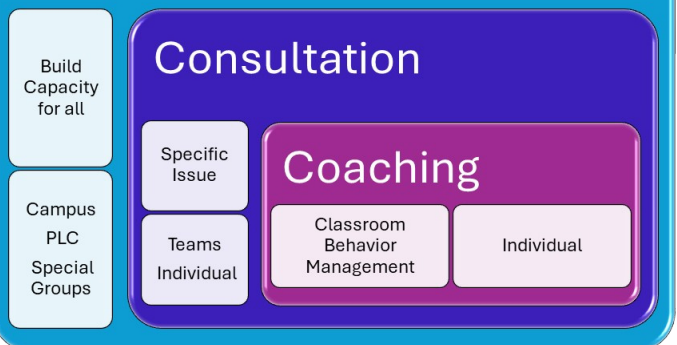 Build
Capacity
for all
Campus
PLC
Special
Groups
Consultation
Specific
Issue
Teams
Individual
Coaching
Classroom
Behavior
Management
Individual